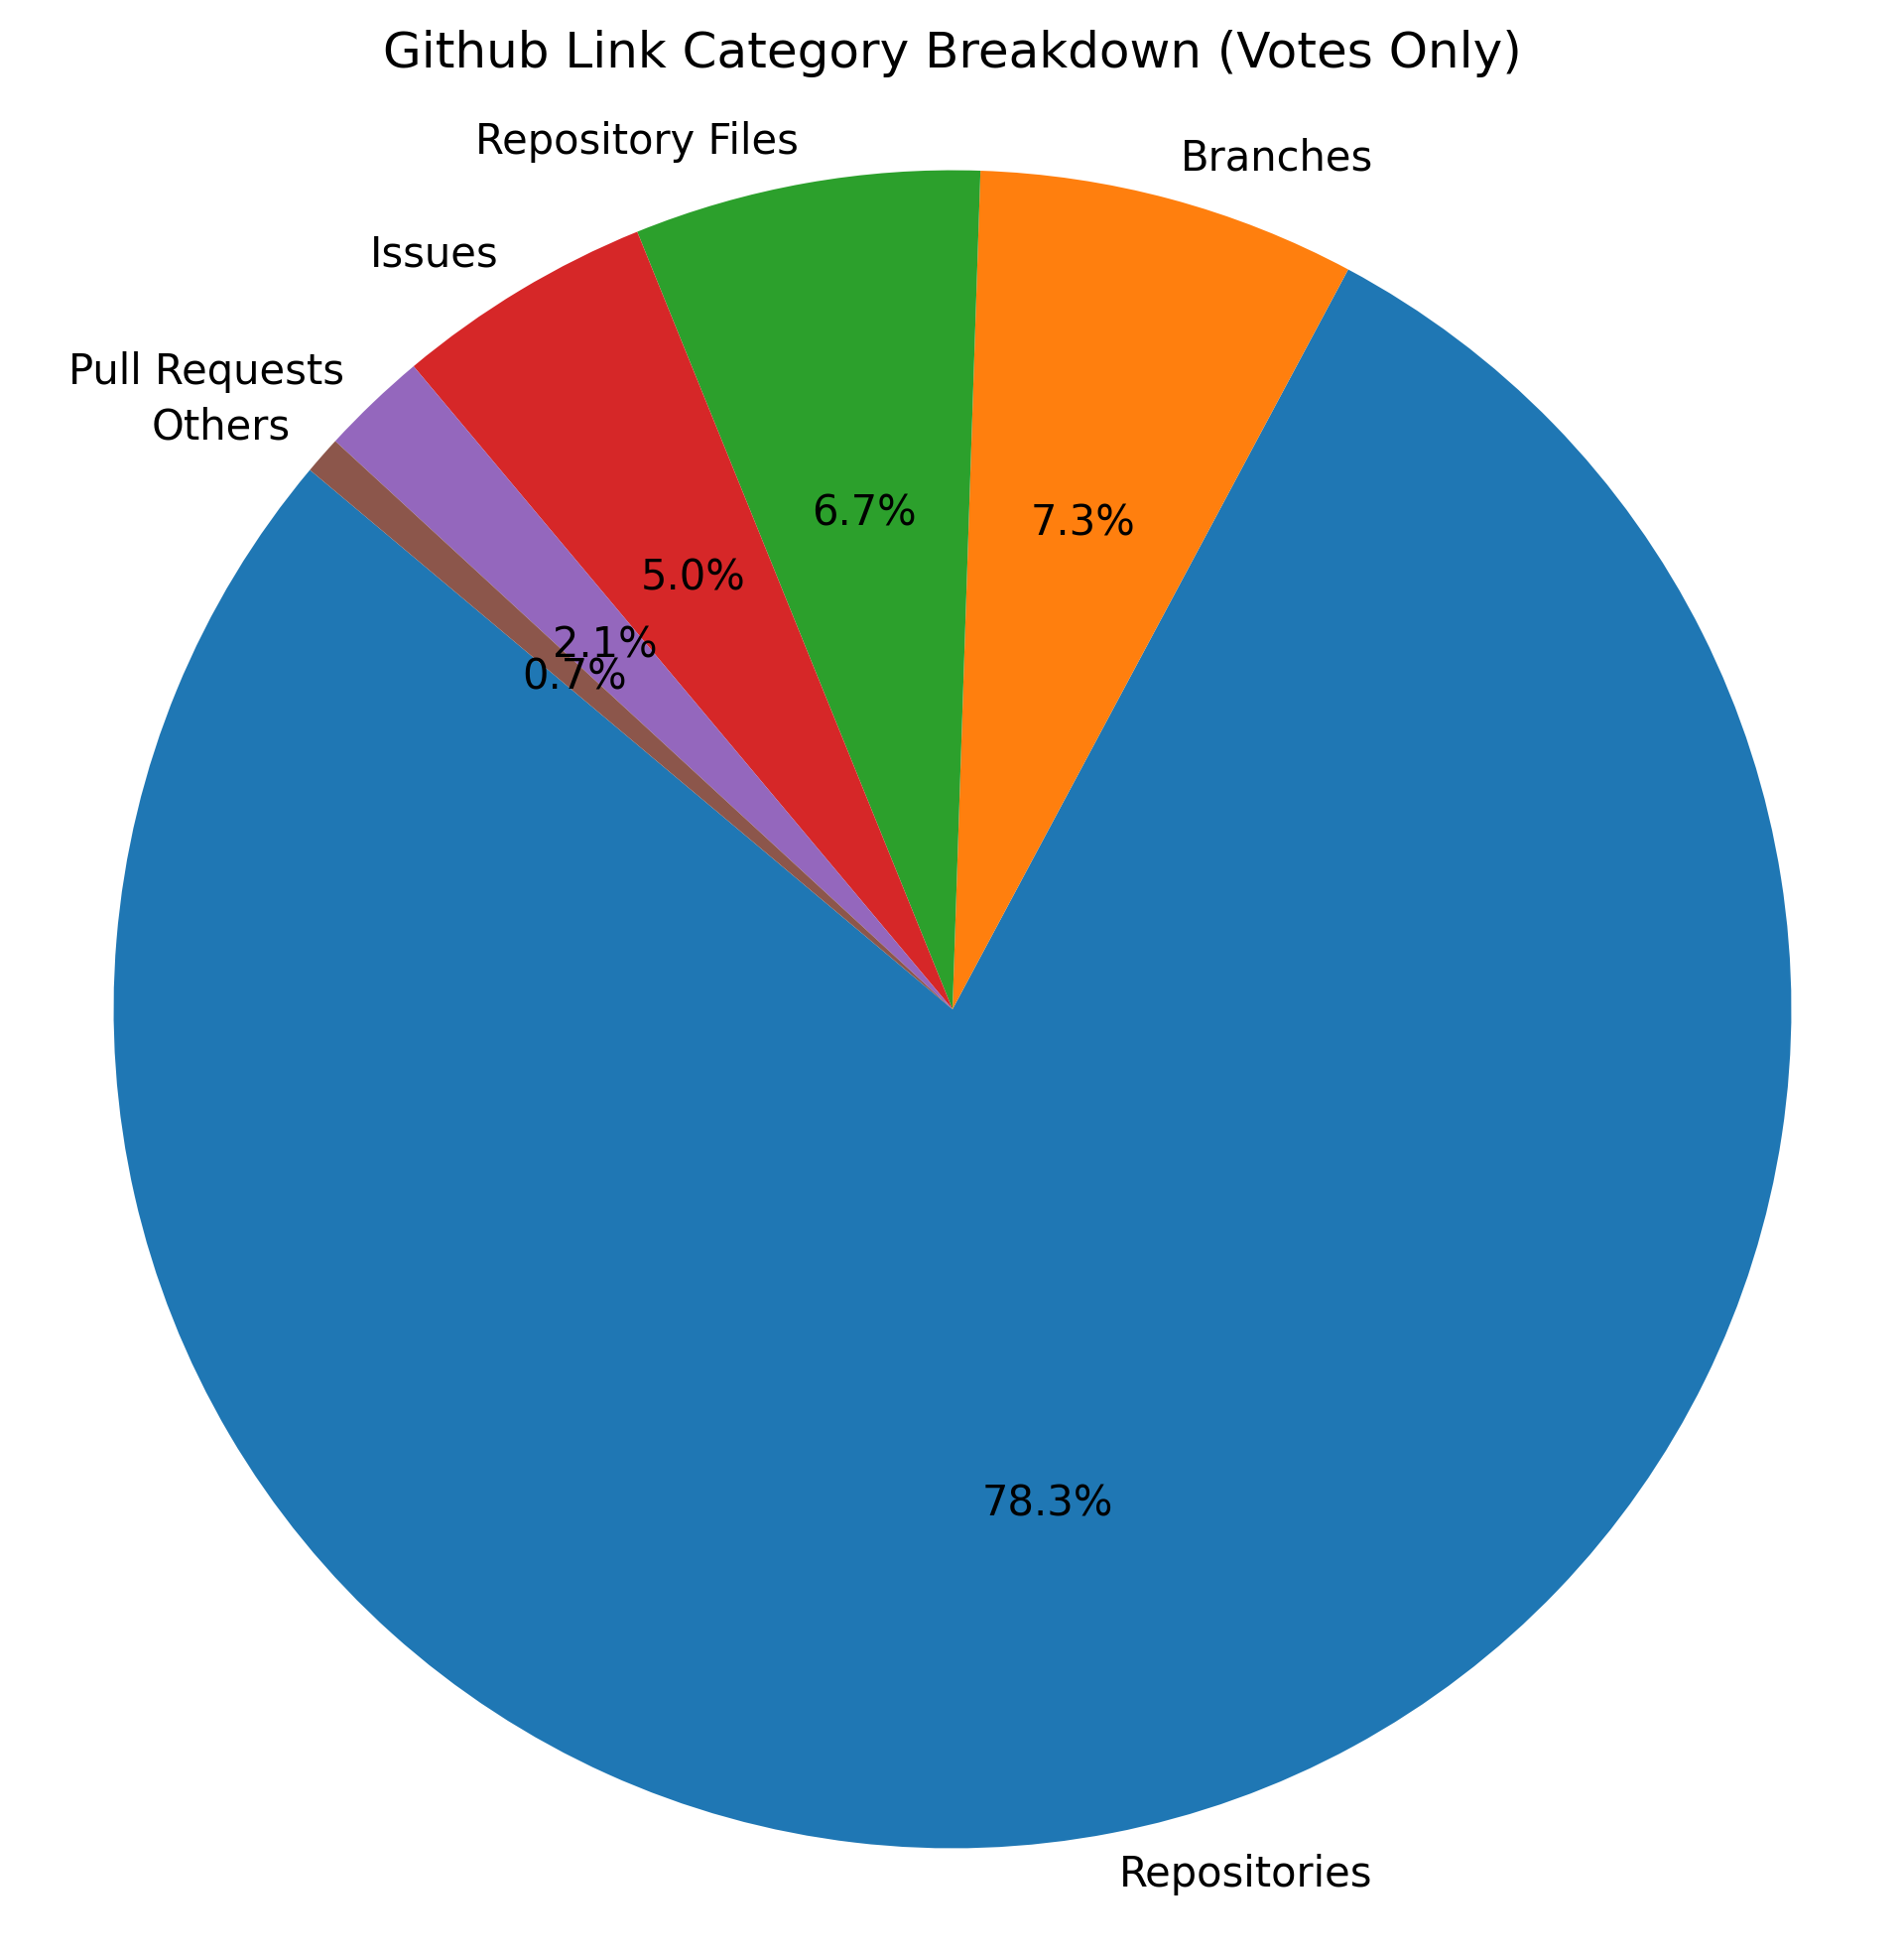 Github Link Category Breakdown (Votes Only)
Repository Files
Branches
Issues
Pull Requests
Others
6.7%
7.3%
5.0%
2.1%
0.7%
78.3%
Repositories